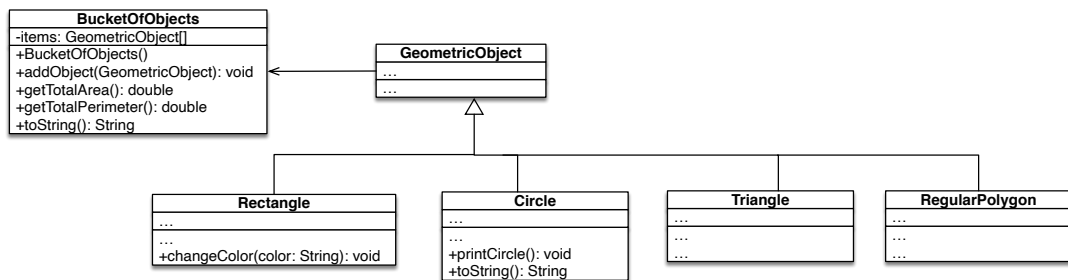 BucketOfObjects
-items: GeometricObject[]
+BucketOfObjects()
+addObject(GeometricObject): void
+getTotalArea(): double
+getTotalPerimeter(): double
+toString(): String
GeometricObject
…
…
Rectangle
…
…
+changeColor(color: String): void
Circle
…
…
+printCircle(): void
+toString(): String
Triangle
…
…
…
RegularPolygon
…
…
…